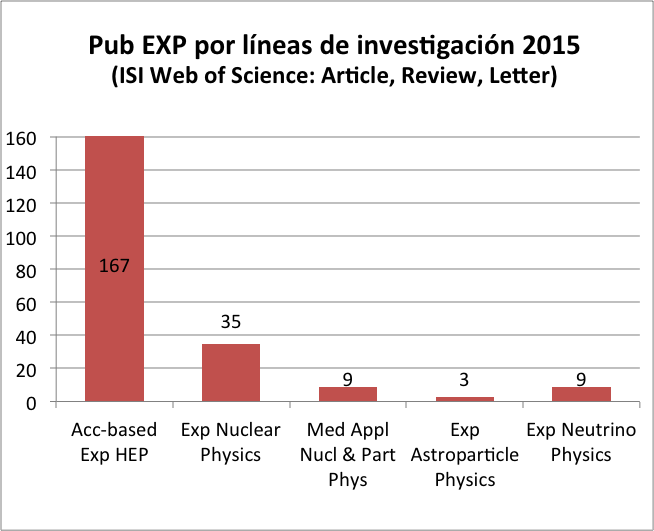 Pub EXP por líneas de investigación 2015
(ISI Web of Science: Article, Review, Letter)
160
140
120
100
80
60
40
20
0
167
35
9
3
9
Acc-based
Exp HEP
Exp Nuclear
Physics
Med Appl
Nucl & Part
Phys
Exp
Astroparticle
Physics
Exp Neutrino
Physics